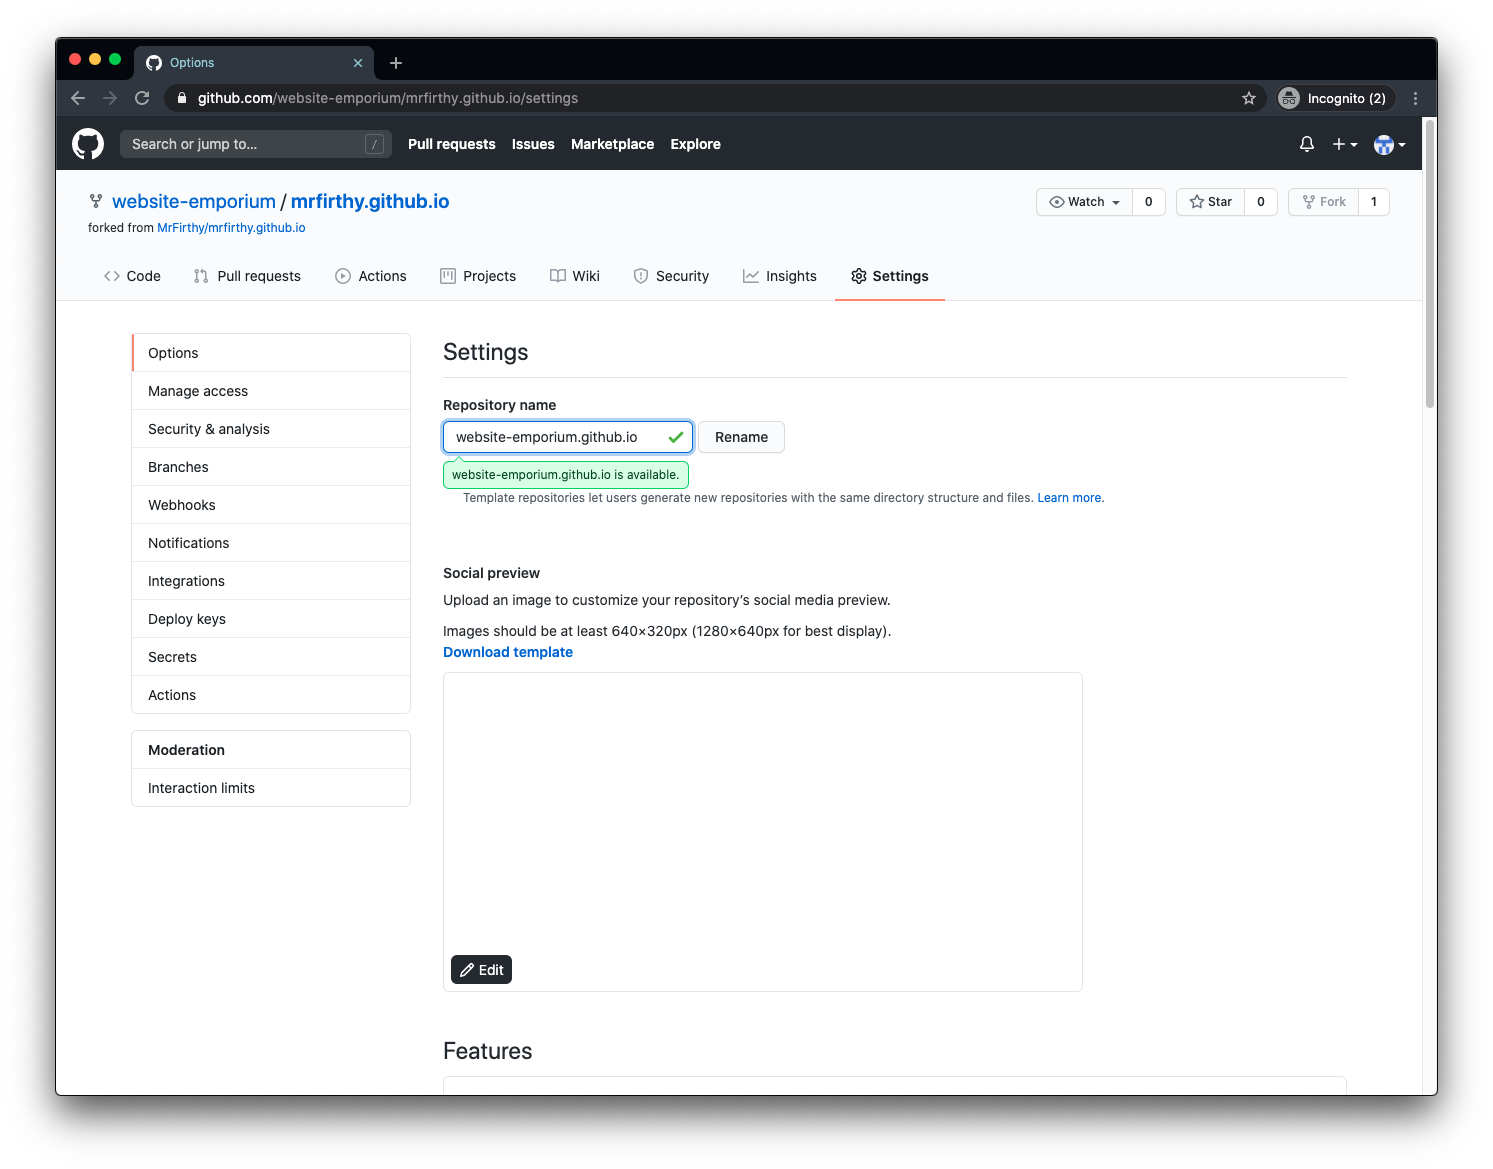 Options
github.com/website-emporium/mrfirthy.github.io/settings
Incognito (2)
Search or jump to... /
Pull requests Issues Marketplace Explore
website-emporium / mrfirthy.github.io
Watch 0 Star 0 Fork 1
forked from MrFirthy/mrfirthy.github.io
Code Pull requests Actions Projects Wiki Security Insights Settings
Options
Manage access
Security & analysis
Branches
Webhooks
Notifications
Integrations
Deploy keys
Secrets
Actions
Moderation
Interaction limits
Settings
Repository name
website-emporium.github.io Rename
website-emporium.github.io is available.
Template repositories let users generate new repositories with the same directory structure and files. Learn more.
Social preview
Upload an image to customize your repository’s social media preview.
Images should be at least 640×320px (1280×640px for best display).
Download template
Edit
Features